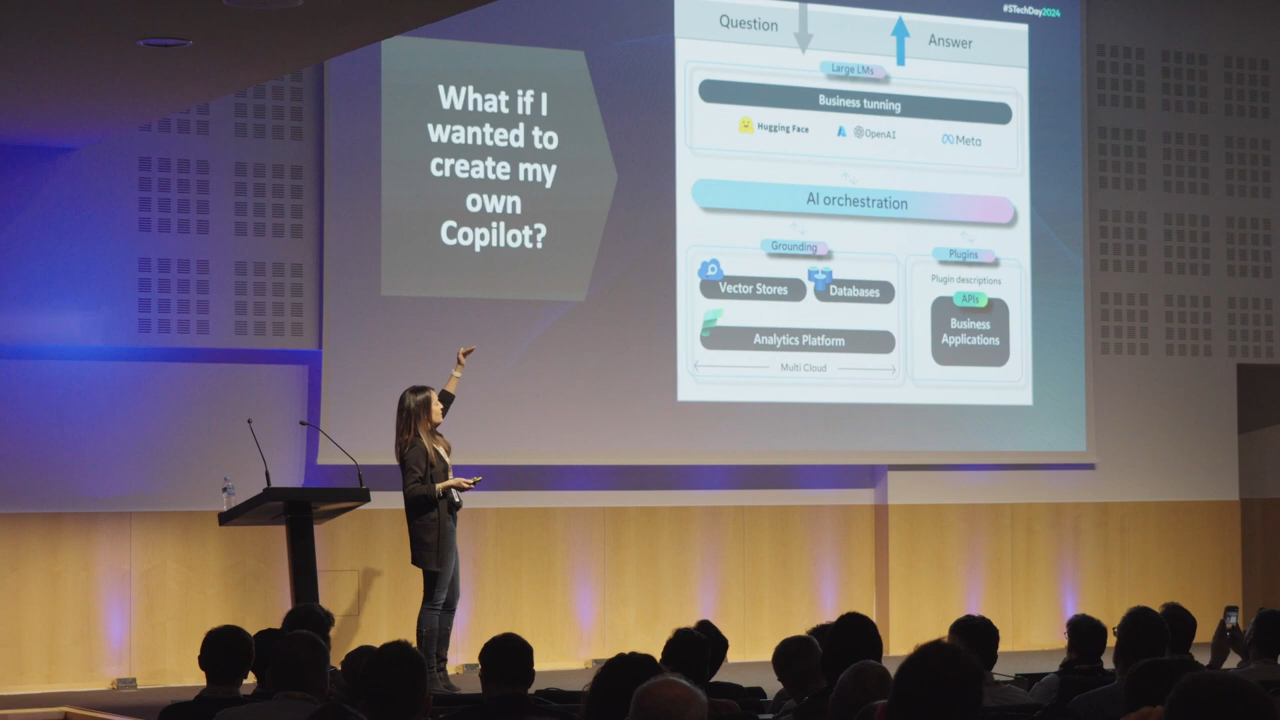 #STechDay2024
What if I
wanted to
create my
own
Copilot?
Question
Answer
Large LMs
Business tunning
Hugging Face
OpenAI
Meta
AI orchestration
Grounding
Vector Stores
Databases
Analytics Platform
Multi Cloud
Plugins
Plugin descriptions
APIs
Business
Applications